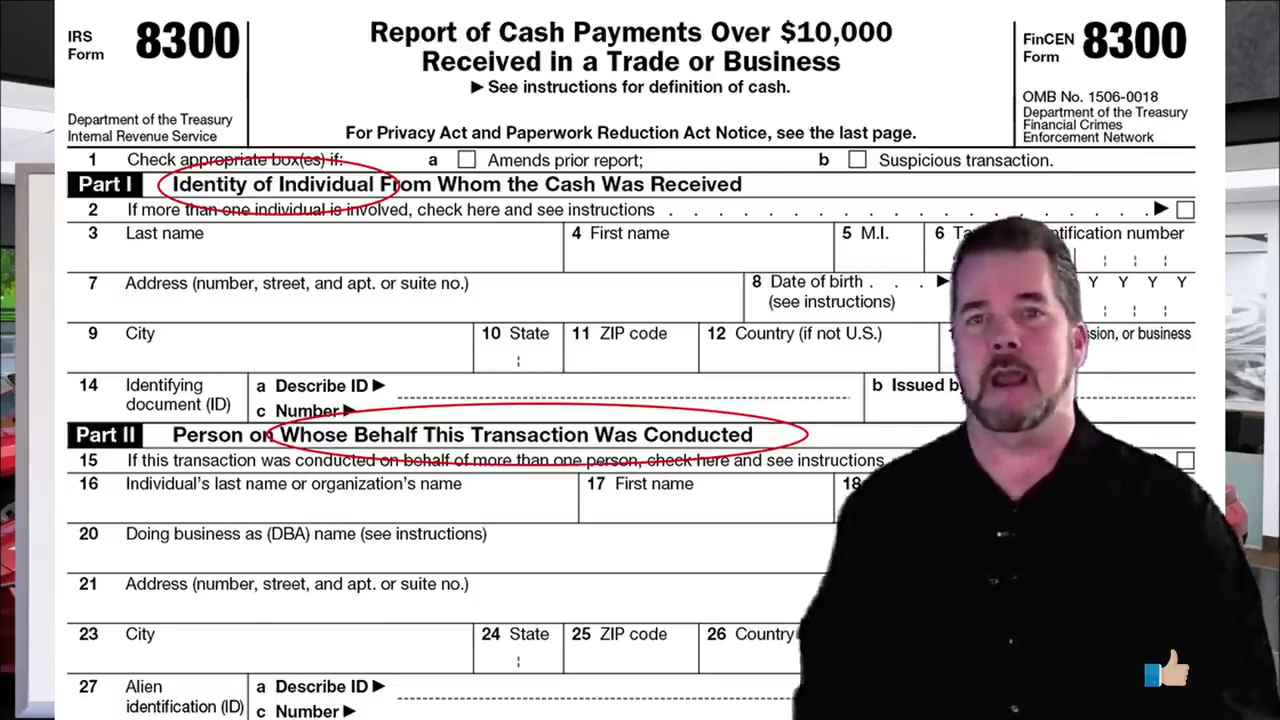 IRS
Form 8300
Department of the Treasury
Internal Revenue Service
Report of Cash Payments Over $10,000
Received in a Trade or Business
▶ See instructions for definition of cash.
For Privacy Act and Paperwork Reduction Act Notice, see the last page.
FinCEN
Form 8300
OMB No. 1506-0018
Department of the Treasury
Financial Crimes
Enforcement Network
1 Check appropriate box(es) if: a Amends prior report; b Suspicious transaction.
Part I Identity of Individual From Whom the Cash Was Received
2 If more than one individual is involved, check here and see instructions . . . . . . . . . . . . . . . . ▶
3 Last name 4 First name 5 M.I. 6 number
7 Address (number, street, and apt. or suite no.) 8 Date of birth . . . ▶ Y Y Y
(see instructions)
9 City 10 State 11 ZIP code 12 Country (if not U.S.) or business
14 Identifying
document (ID)
a Describe ID ▶ b Issued by
c Number ▶
Part II Person on Whose Behalf This Transaction Was Conducted
15 If this transaction was conducted on behalf of more than one person, check here and see instructions
16 Individual's last name or organization's name 17 First name 18
20 Doing business as (DBA) name (see instructions)
21 Address (number, street, and apt. or suite no.)
23 City 24 State 25 ZIP code 26 Country
27 Alien
identification (ID)
a Describe ID ▶
c Number ▶